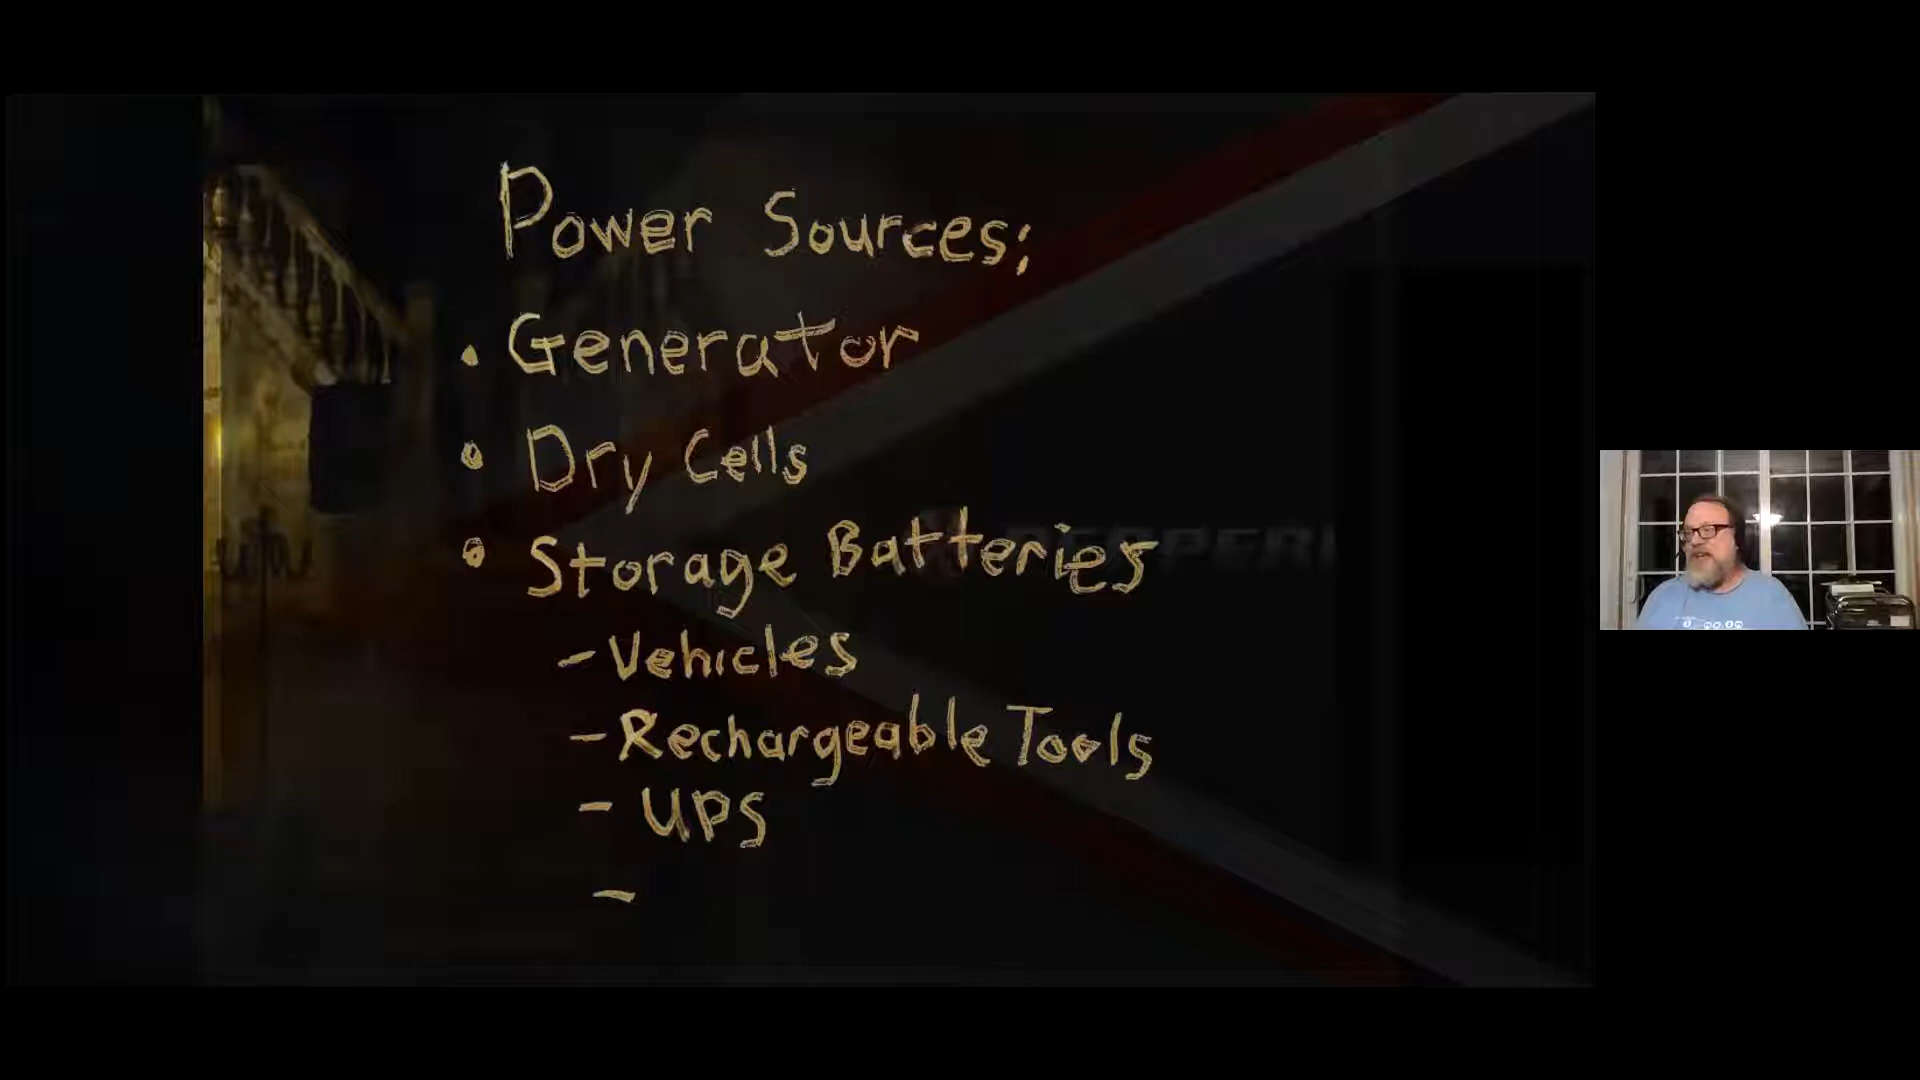 Power Sources:
• Generator
• Dry Cells
• Storage Batteries
- Vehicles
- Rechargeable Tools
- UPS
-